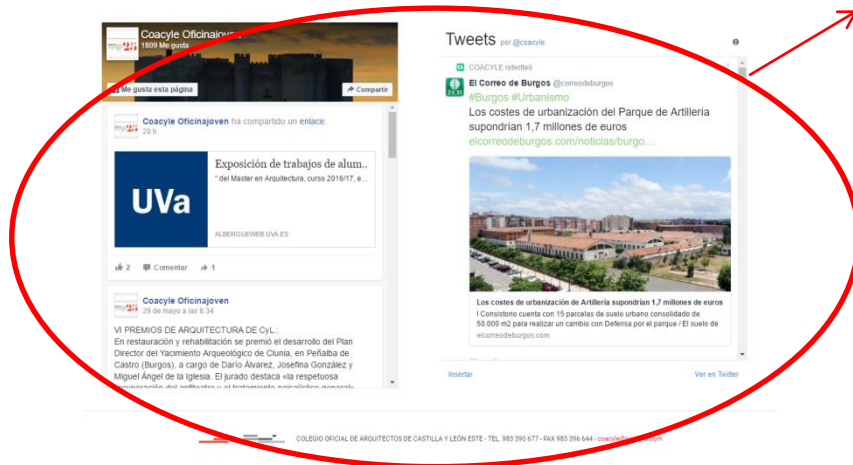 Coacyle Oficinajoven
1809 Me gusta
Me gusta esta página
Compartir
Coacyle Oficinajoven ha compartido un enlace.
20 h
UVa
Exposición de trabajos de alum..
" del Master en Arquitectura, curso 2016/17, e...
ALBERGUEWEB.UVA.ES
2 Comentar 1
Coacyle Oficinajoven
29 de mayo a las 8:34
VI PREMIOS DE ARQUITECTURA DE CyL.:
En restauración y rehabilitación se premió el desarrollo del Plan
Director del Yacimiento Arqueológico de Clunia, en Peñalba de
Castro (Burgos), a cargo de Darío Álvarez, Josefina González y
Miguel Ángel de la Iglesia. El jurado destaca «la respetuosa
recuperación del anfiteatro y el tratamiento paisajístico general»
Tweets por @coacyle
COACYLE retwitteó
El Correo de Burgos @correodeburgos
ECB
#Burgos #Urbanismo
Los costes de urbanización del Parque de Artillería
supondrían 1,7 millones de euros
elcorreodeburgos.com/noticias/burgo…
Los costes de urbanización de Artillería supondrían 1,7 millones de euros
l Consistorio cuenta con 15 parcelas de suelo urbano consolidado de
50.000 m2 para realizar un cambio con Defensa por el parque / El suelo de
elcorreodeburgos.com
Insertar
Ver en Twitter
COLEGIO OFICIAL DE ARQUITECTOS DE CASTILLA Y LEÓN ESTE - TEL. 983 390 677 - FAX 983 396 644 -